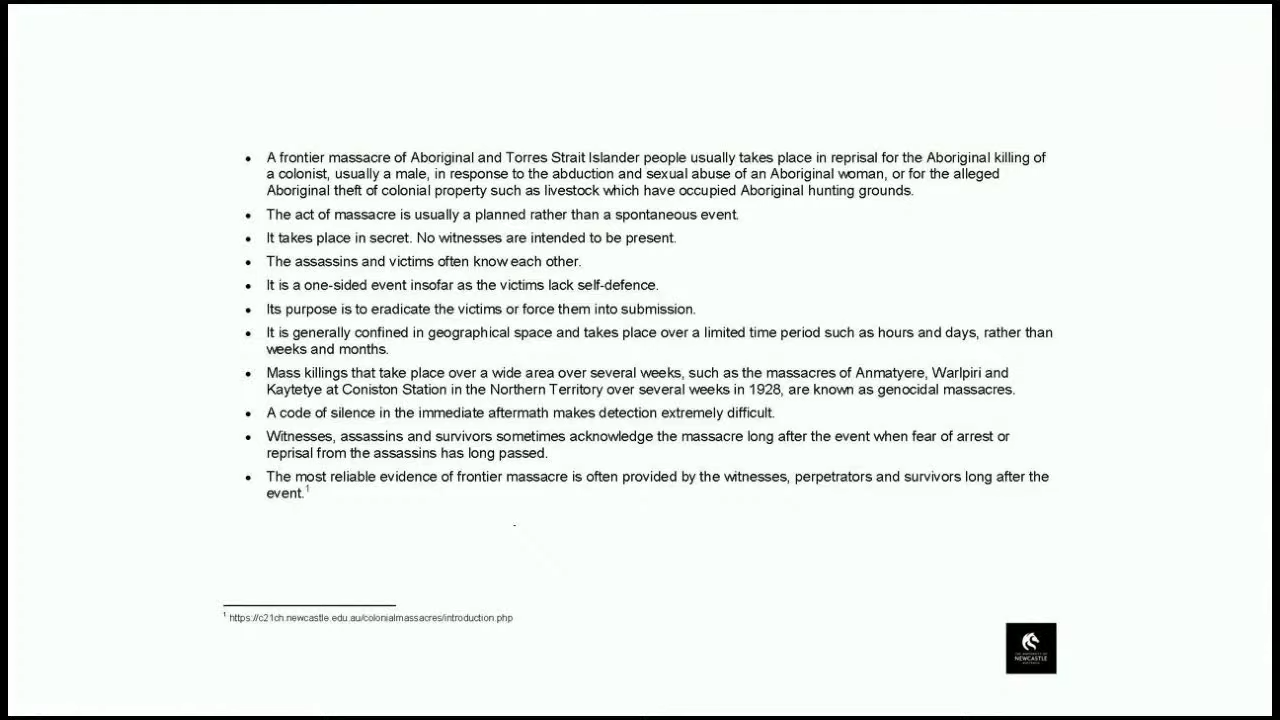 • A frontier massacre of Aboriginal and Torres Strait Islander people usually takes place in reprisal for the Aboriginal killing of
a colonist, usually a male, in response to the abduction and sexual abuse of an Aboriginal woman, or for the alleged
Aboriginal theft of colonial property such as livestock which have occupied Aboriginal hunting grounds.
• The act of massacre is usually a planned rather than a spontaneous event.
• It takes place in secret. No witnesses are intended to be present.
• The assassins and victims often know each other.
• It is a one-sided event insofar as the victims lack self-defence.
• Its purpose is to eradicate the victims or force them into submission.
• It is generally confined in geographical space and takes place over a limited time period such as hours and days, rather than
weeks and months.
• Mass killings that take place over a wide area over several weeks, such as the massacres of Anmatyere, Warlpiri and
Kaytetye at Coniston Station in the Northern Territory over several weeks in 1928, are known as genocidal massacres.
• A code of silence in the immediate aftermath makes detection extremely difficult.
• Witnesses, assassins and survivors sometimes acknowledge the massacre long after the event when fear of arrest or
reprisal from the assassins has long passed.
• The most reliable evidence of frontier massacre is often provided by the witnesses, perpetrators and survivors long after the
event.1
1 https://c21ch.newcastle.edu.au/colonialmassacres/introduction.php
THE UNIVERSITY OF
NEWCASTLE
AUSTRALIA